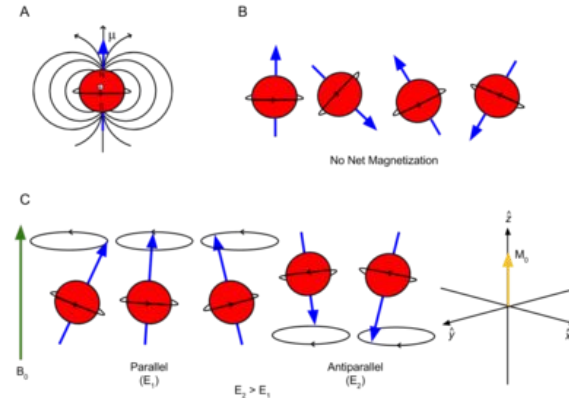 A
μ
B
No Net Magnetization
C
B₀
Parallel
(E₁)
E₂ > E₁
Antiparallel
(E₂)
ẑ
M₀
ŷ
x̂